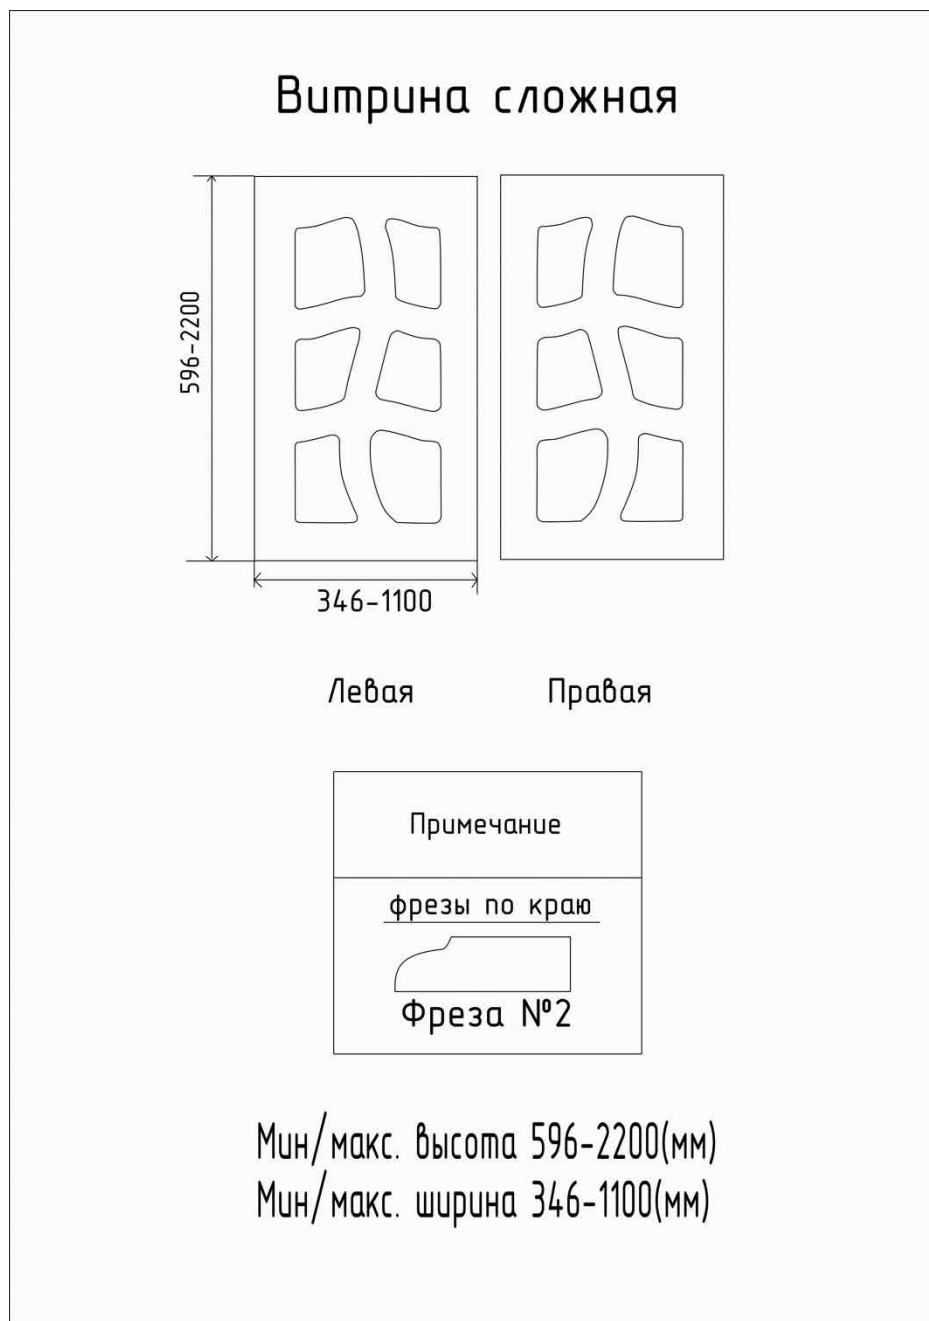 Витрина сложная
596-2200
346-1100
Левая
Правая
Примечание
фрезы по краю
Фреза №2
Мин/макс. высота 596-2200(мм)
Мин/макс. ширина 346-1100(мм)